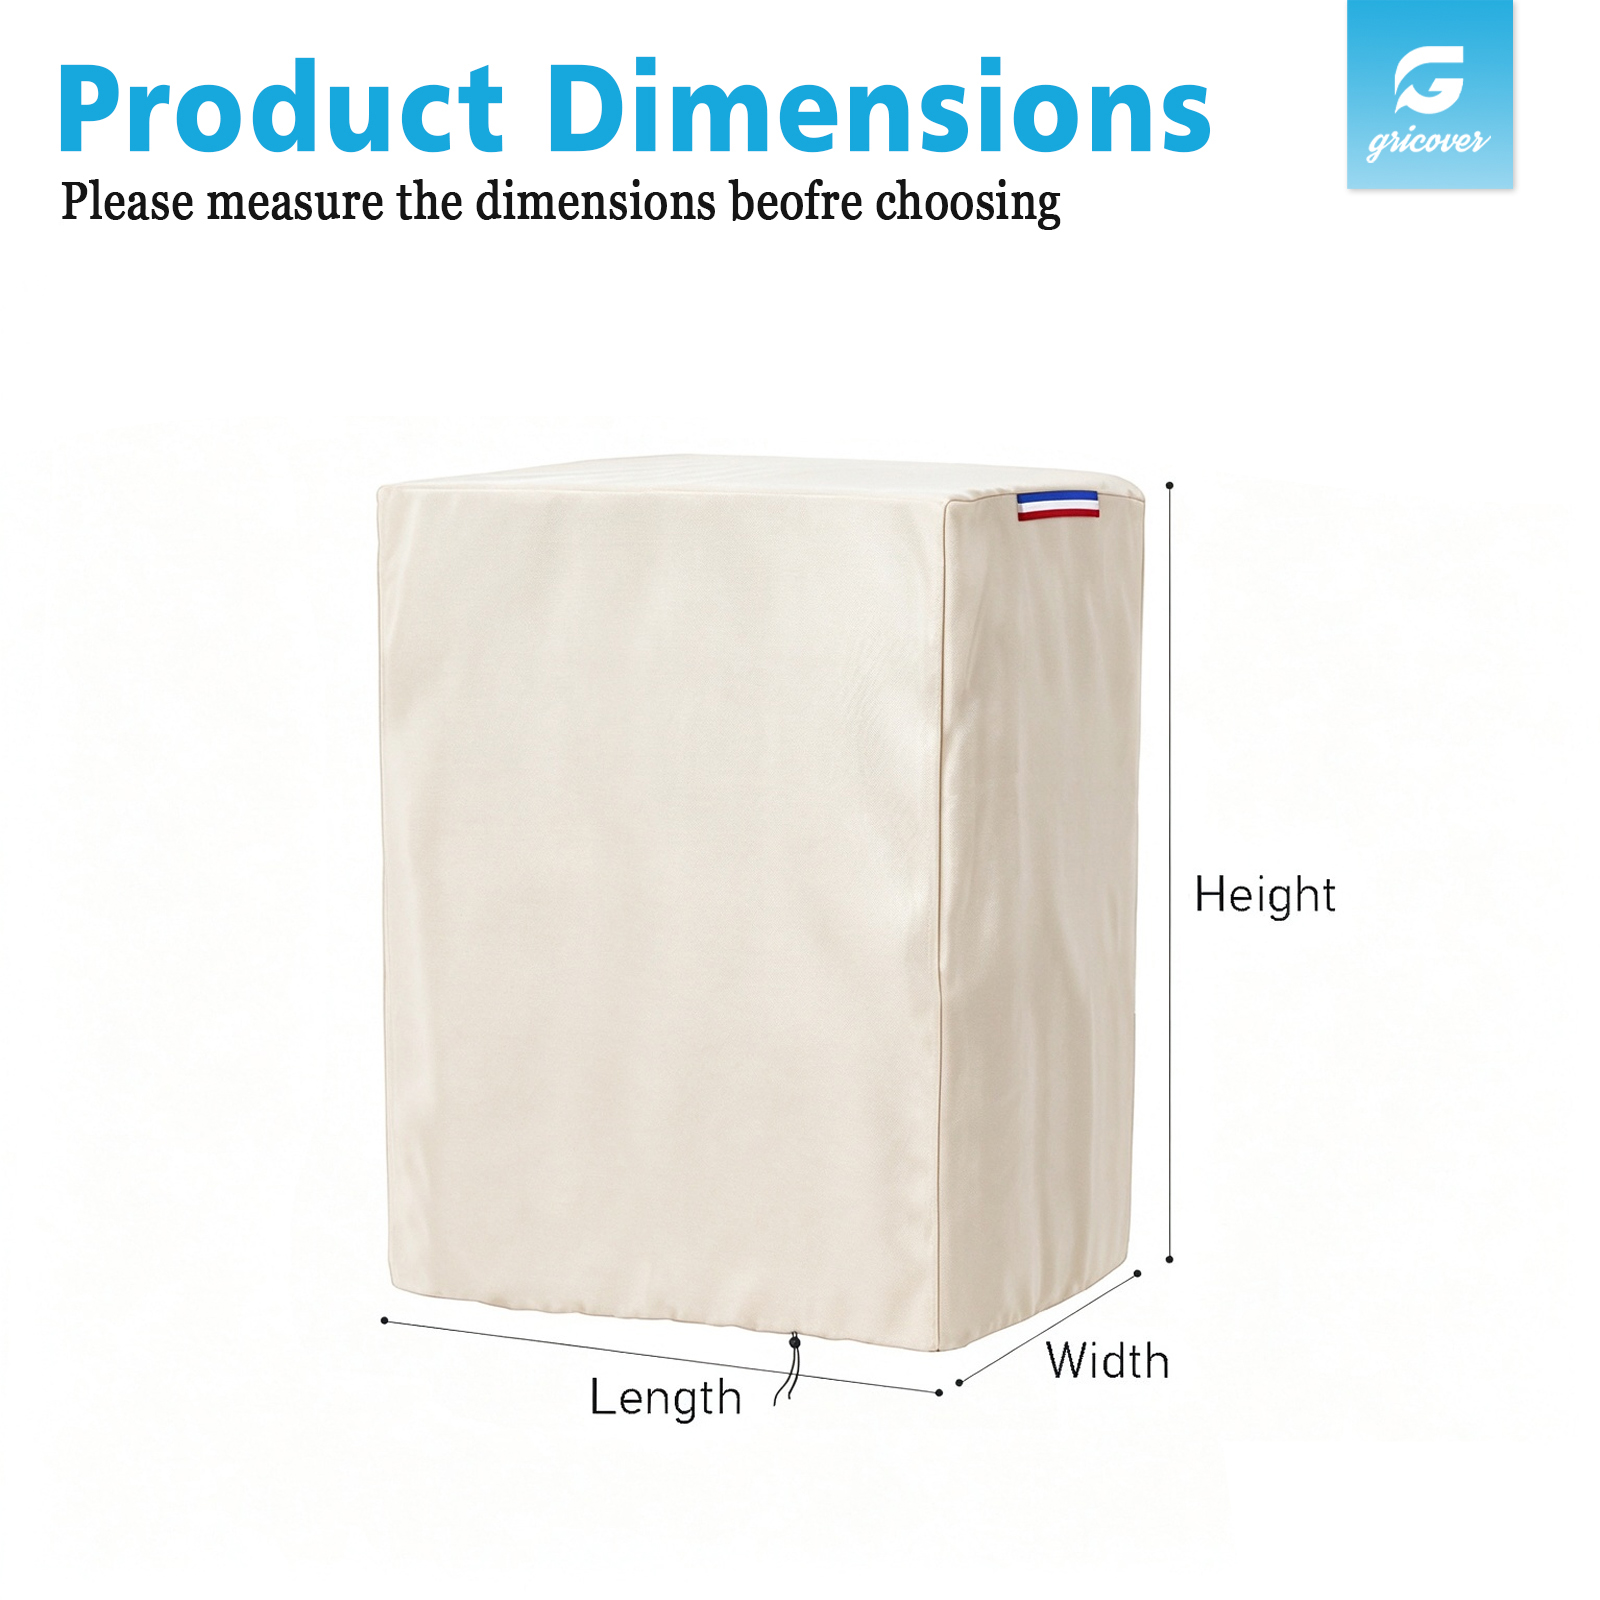 Product Dimensions
Please measure the dimensions beofre choosing
G
gricover
Height
Width
Length